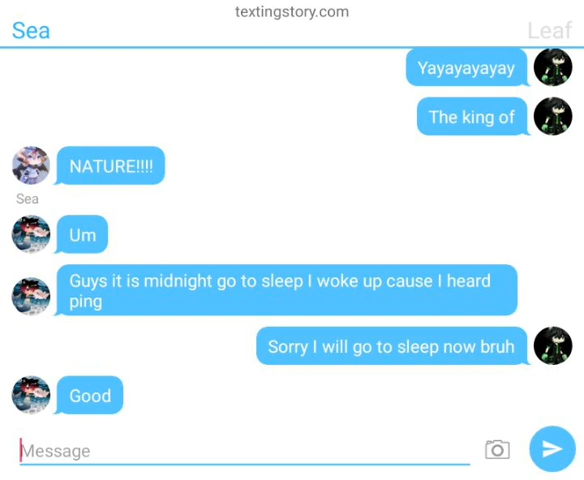 textingstory.com
Sea
Leaf
Yayayayayay
The king of
NATURE!!!!
Sea
Um
Guys it is midnight go to sleep I woke up cause I heard
ping
Sorry I will go to sleep now bruh
Good
Message